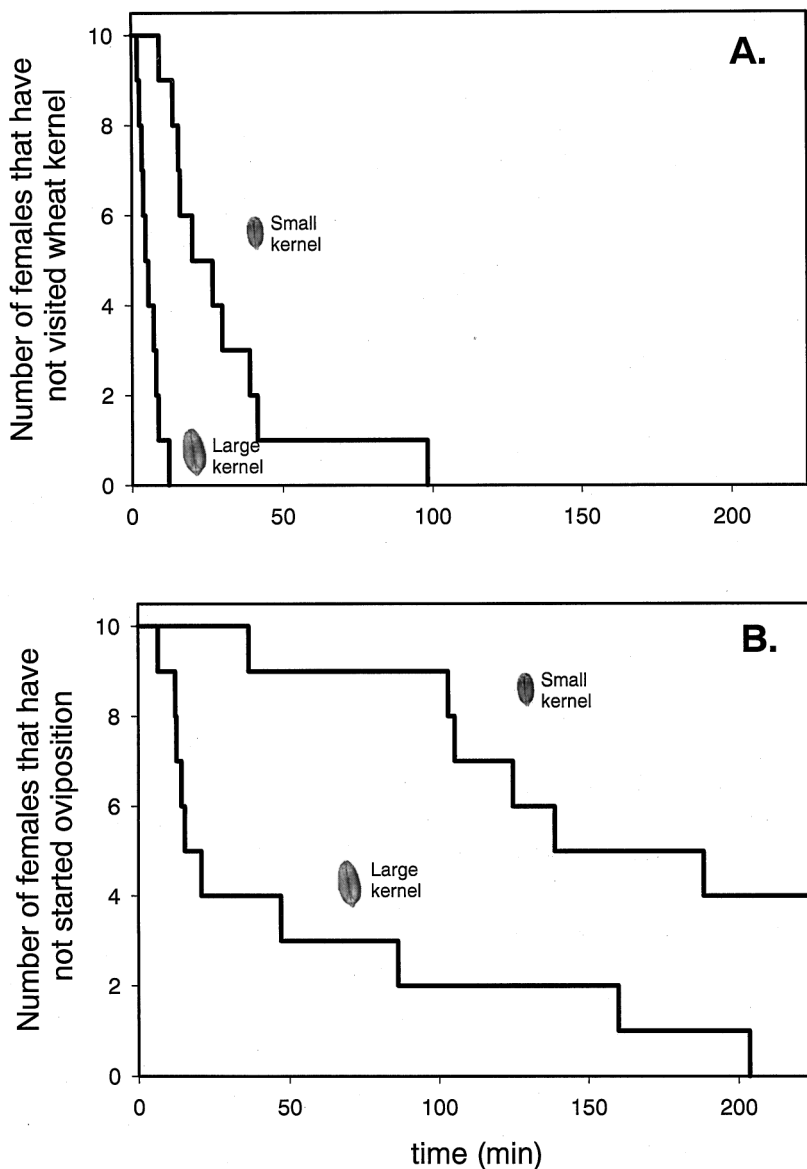 Number of females that have
not visited wheat kernel
10
8
6
4
2
0
A.
Small
kernel
Large
kernel
0 50 100 150 200
Number of females that have
not started oviposition
10
8
6
4
2
0
B.
Small
kernel
Large
kernel
0 50 100 150 200
time (min)